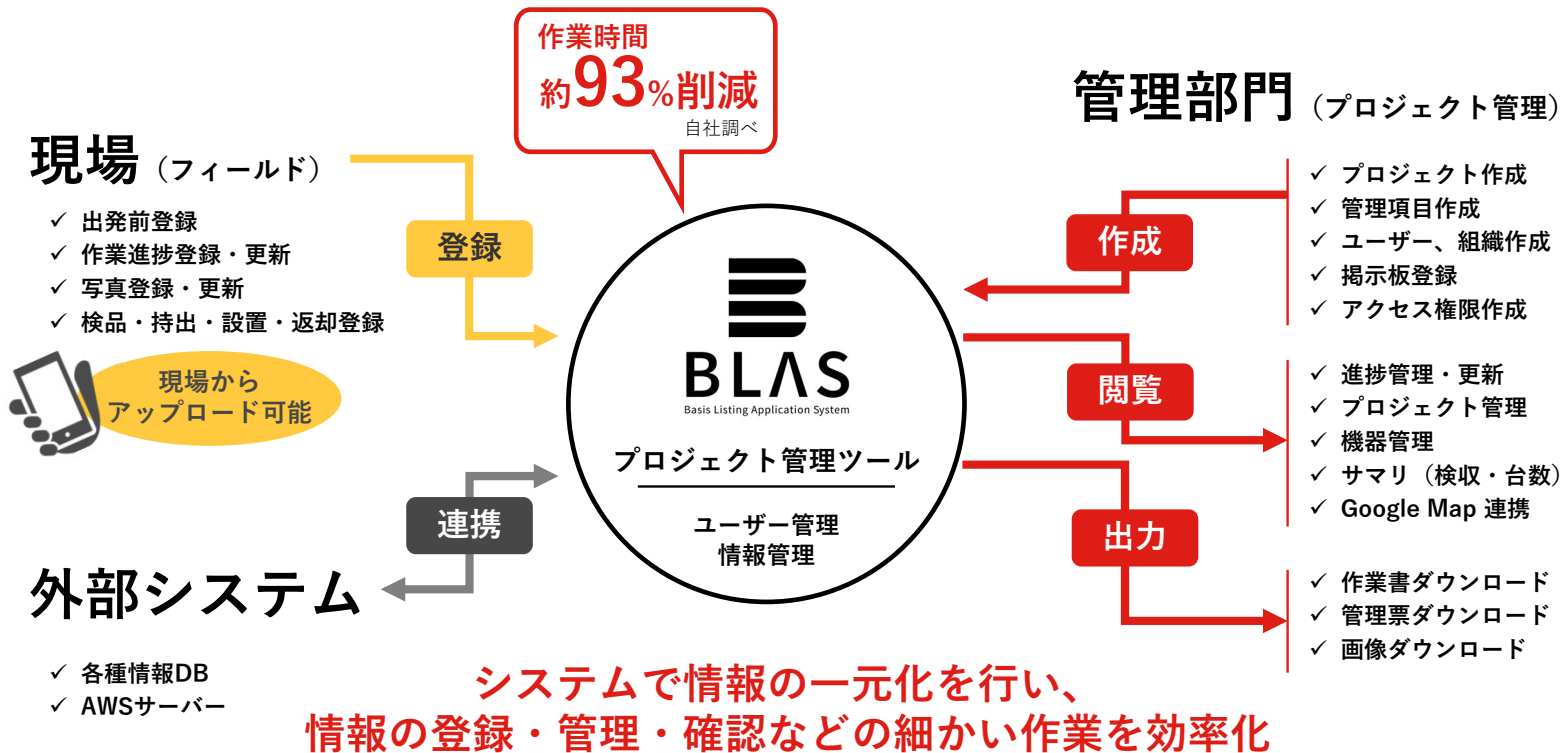 作業時間
約93%削減
自社調べ
現場（フィールド）
✓ 出発前登録
✓ 作業進捗登録・更新
✓ 写真登録・更新
✓ 検品・持出・設置・返却登録
現場から
アップロード可能
登録
連携
外部システム
✓ 各種情報DB
✓ AWSサーバー
BLAS
Basis Listing Application System
プロジェクト管理ツール
ユーザー管理
情報管理
管理部門（プロジェクト管理）
作成
✓ プロジェクト作成
✓ 管理項目作成
✓ ユーザー、組織作成
✓ 掲示板登録
✓ アクセス権限作成
閲覧
✓ 進捗管理・更新
✓ プロジェクト管理
✓ 機器管理
✓ サマリ（検収・台数）
✓ Google Map 連携
出力
✓ 作業書ダウンロード
✓ 管理票ダウンロード
✓ 画像ダウンロード
システムで情報の一元化を行い、
情報の登録・管理・確認などの細かい作業を効率化